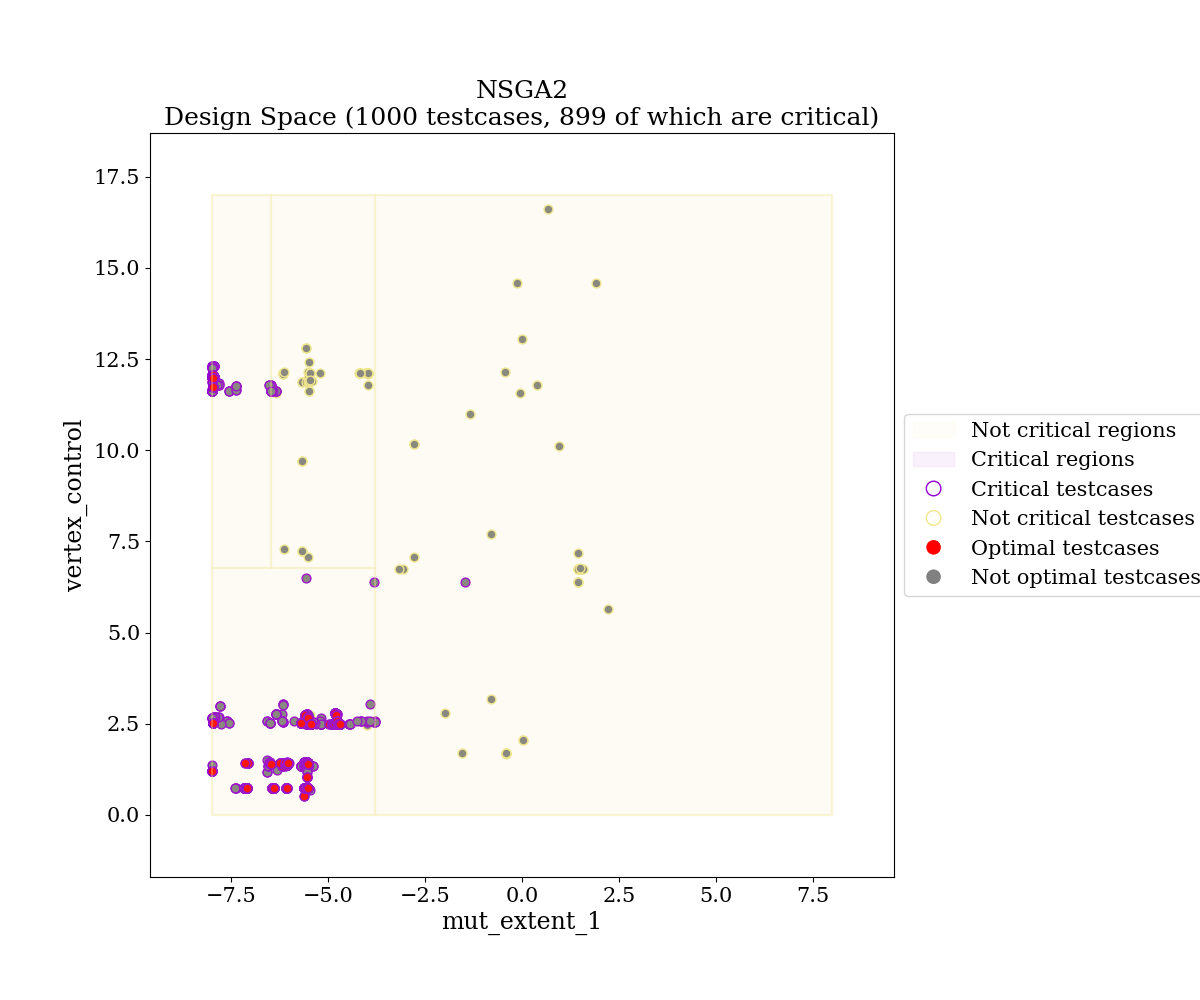 NSGA2
Design Space (1000 testcases, 899 of which are critical)
17.5
15.0
12.5
10.0
7.5
5.0
2.5
0.0
vertex_control
−7.5
−5.0
−2.5
0.0
2.5
5.0
7.5
mut_extent_1
Not critical regions
Critical regions
Critical testcases
Not critical testcases
Optimal testcases
Not optimal testcases